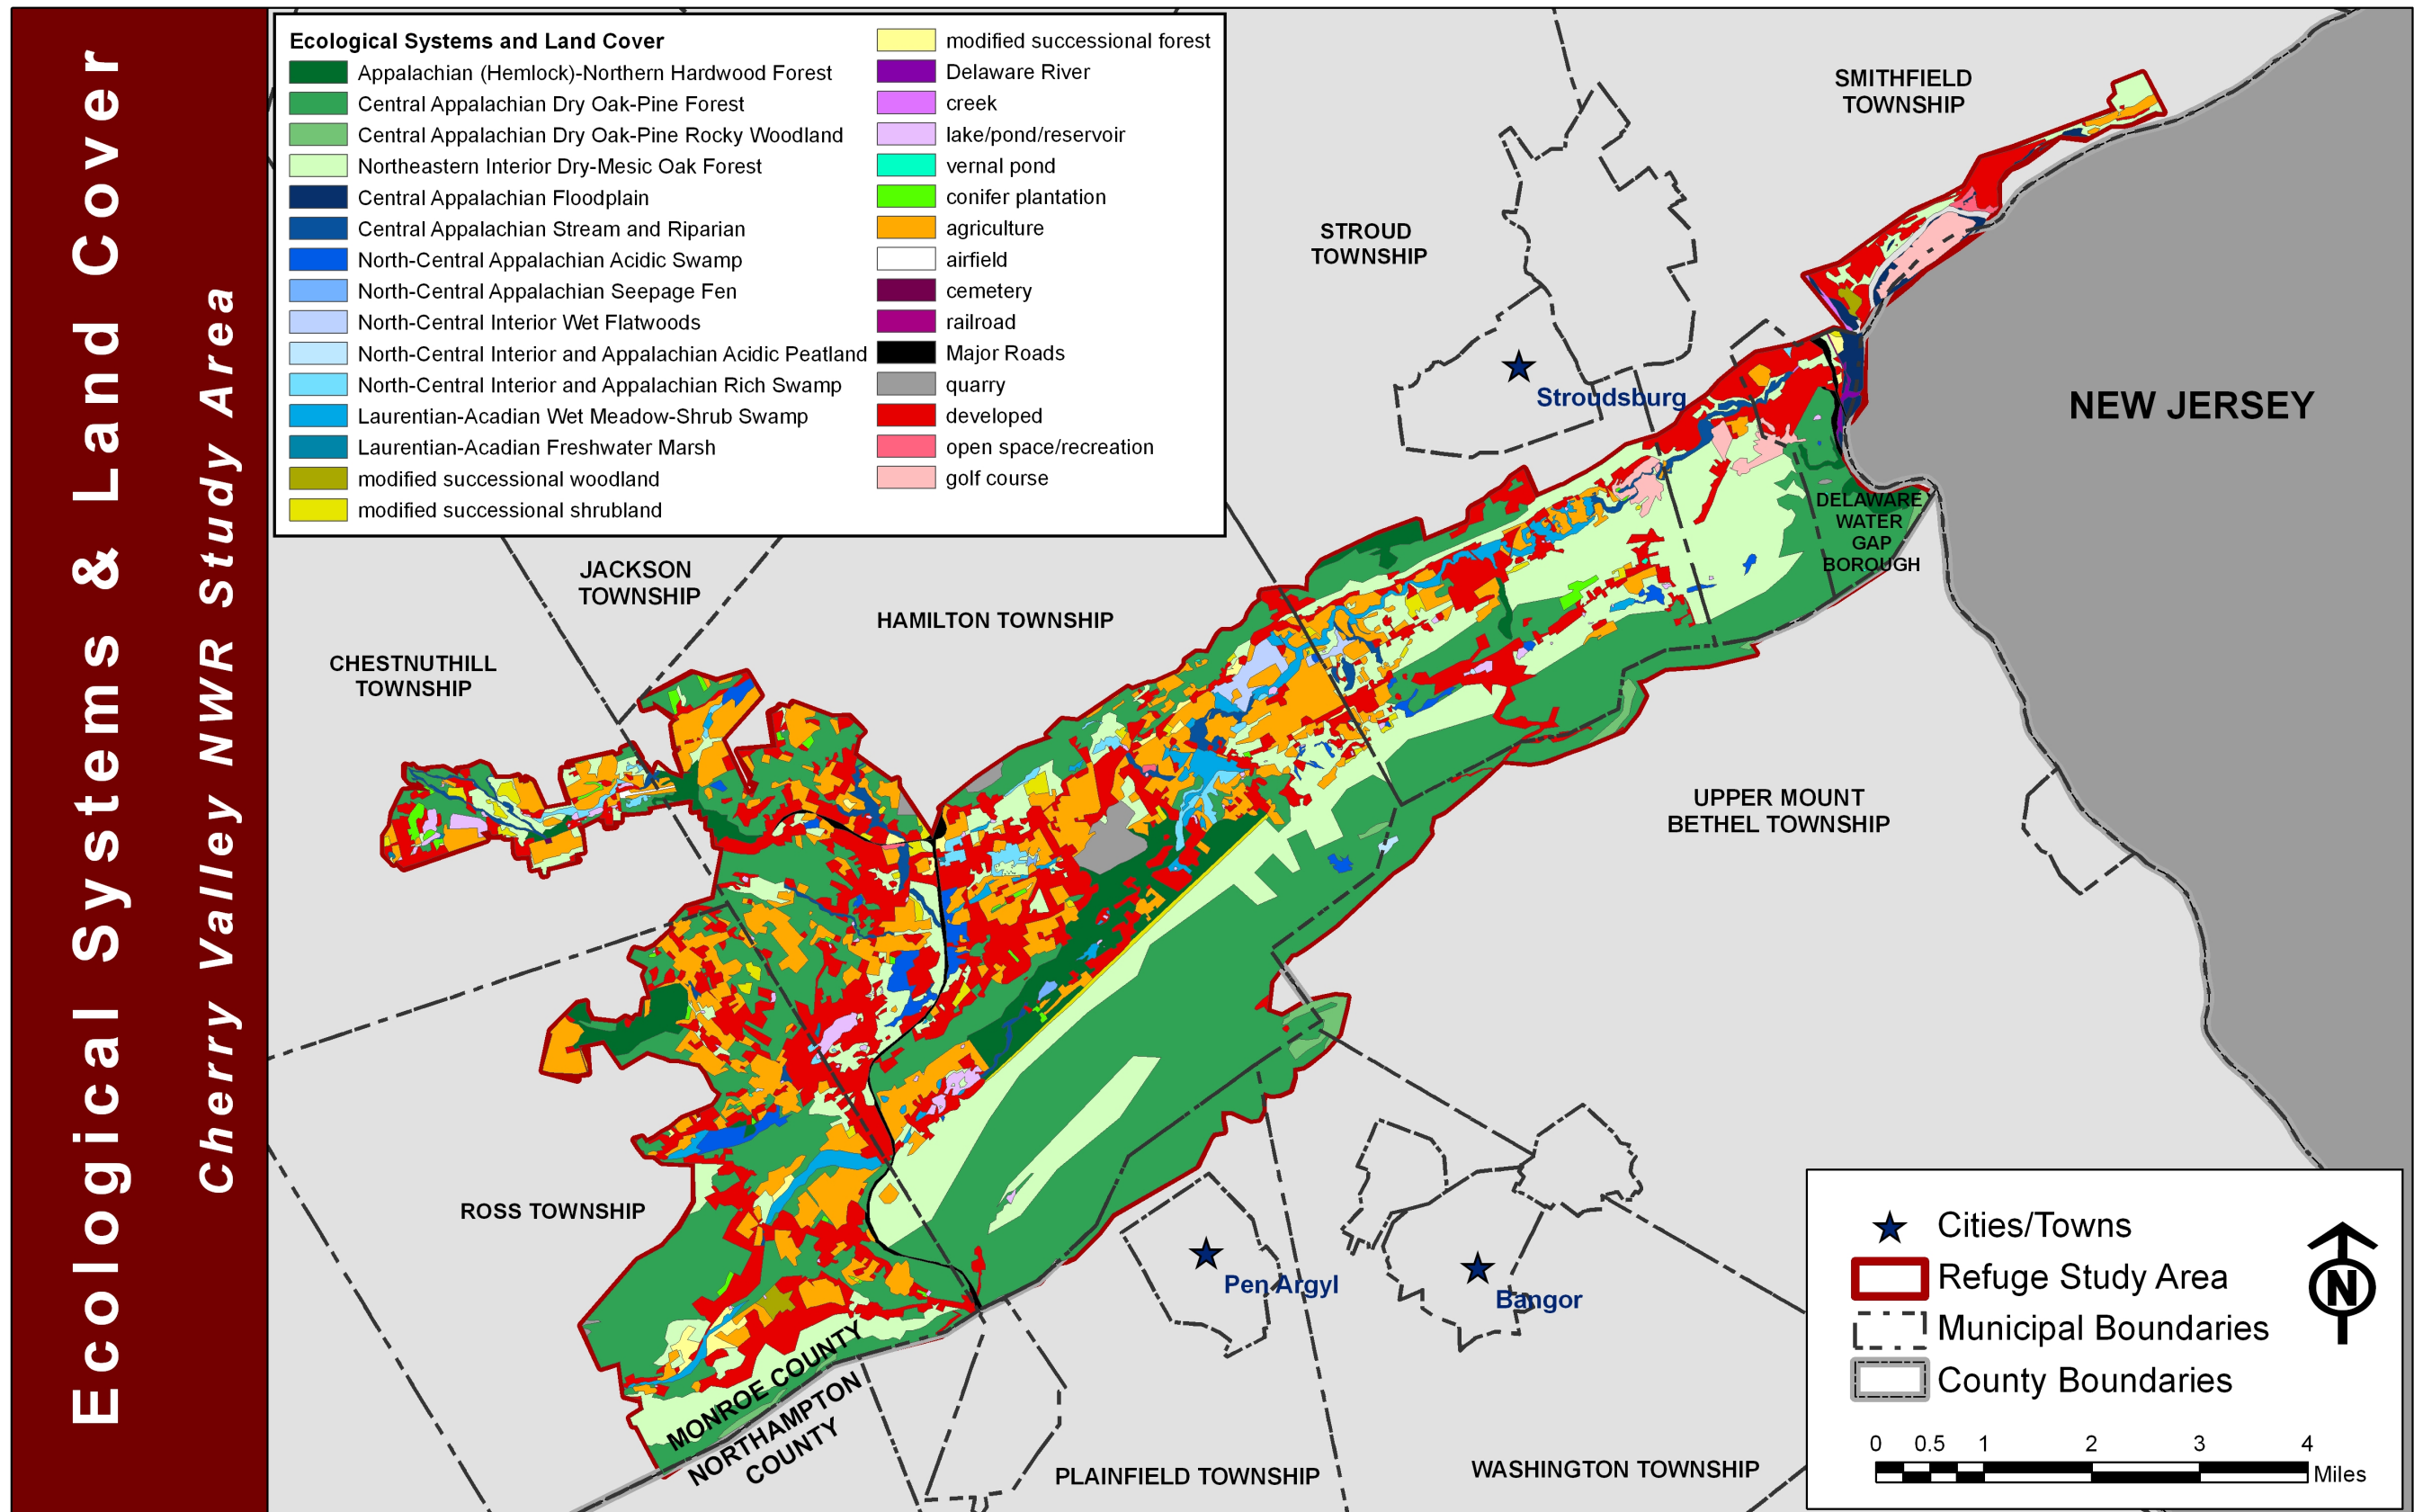 Ecological Systems & Land Cover
Cherry Valley NWR Study Area
Ecological Systems and Land Cover
Appalachian (Hemlock)-Northern Hardwood Forest
Central Appalachian Dry Oak-Pine Forest
Central Appalachian Dry Oak-Pine Rocky Woodland
Northeastern Interior Dry-Mesic Oak Forest
Central Appalachian Floodplain
Central Appalachian Stream and Riparian
North-Central Appalachian Acidic Swamp
North-Central Appalachian Seepage Fen
North-Central Interior Wet Flatwoods
North-Central Interior and Appalachian Acidic Peatland
North-Central Interior and Appalachian Rich Swamp
Laurentian-Acadian Wet Meadow-Shrub Swamp
Laurentian-Acadian Freshwater Marsh
modified successional woodland
modified successional shrubland
modified successional forest
Delaware River
creek
lake/pond/reservoir
vernal pond
conifer plantation
agriculture
airfield
cemetery
railroad
Major Roads
quarry
developed
open space/recreation
golf course
SMITHFIELD
TOWNSHIP
STROUD
TOWNSHIP
Stroudsburg
NEW JERSEY
DELAWARE
WATER
GAP
BOROUGH
JACKSON
TOWNSHIP
HAMILTON TOWNSHIP
CHESTNUTHILL
TOWNSHIP
UPPER MOUNT
BETHEL TOWNSHIP
ROSS TOWNSHIP
Pen Argyl
Bangor
MONROE COUNTY
NORTHAMPTON
COUNTY
PLAINFIELD TOWNSHIP
WASHINGTON TOWNSHIP
Cities/Towns
Refuge Study Area
Municipal Boundaries
County Boundaries
N
0 0.5 1 2 3 4
Miles